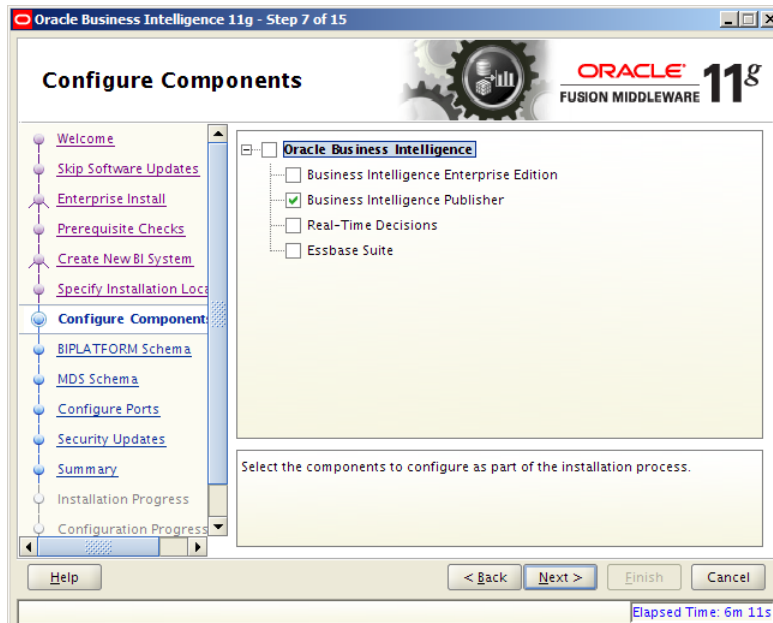 Oracle Business Intelligence 11g - Step 7 of 15
Configure Components
ORACLE
FUSION MIDDLEWARE
11g
Welcome
Skip Software Updates
Enterprise Install
Prerequisite Checks
Create New BI System
Specify Installation Loca
Configure Components
BIPLATFORM Schema
MDS Schema
Configure Ports
Security Updates
Summary
Installation Progress
Configuration Progress
Oracle Business Intelligence
Business Intelligence Enterprise Edition
Business Intelligence Publisher
Real-Time Decisions
Essbase Suite
Select the components to configure as part of the installation process.
Help
< Back
Next >
Finish
Cancel
Elapsed Time: 6m 11s